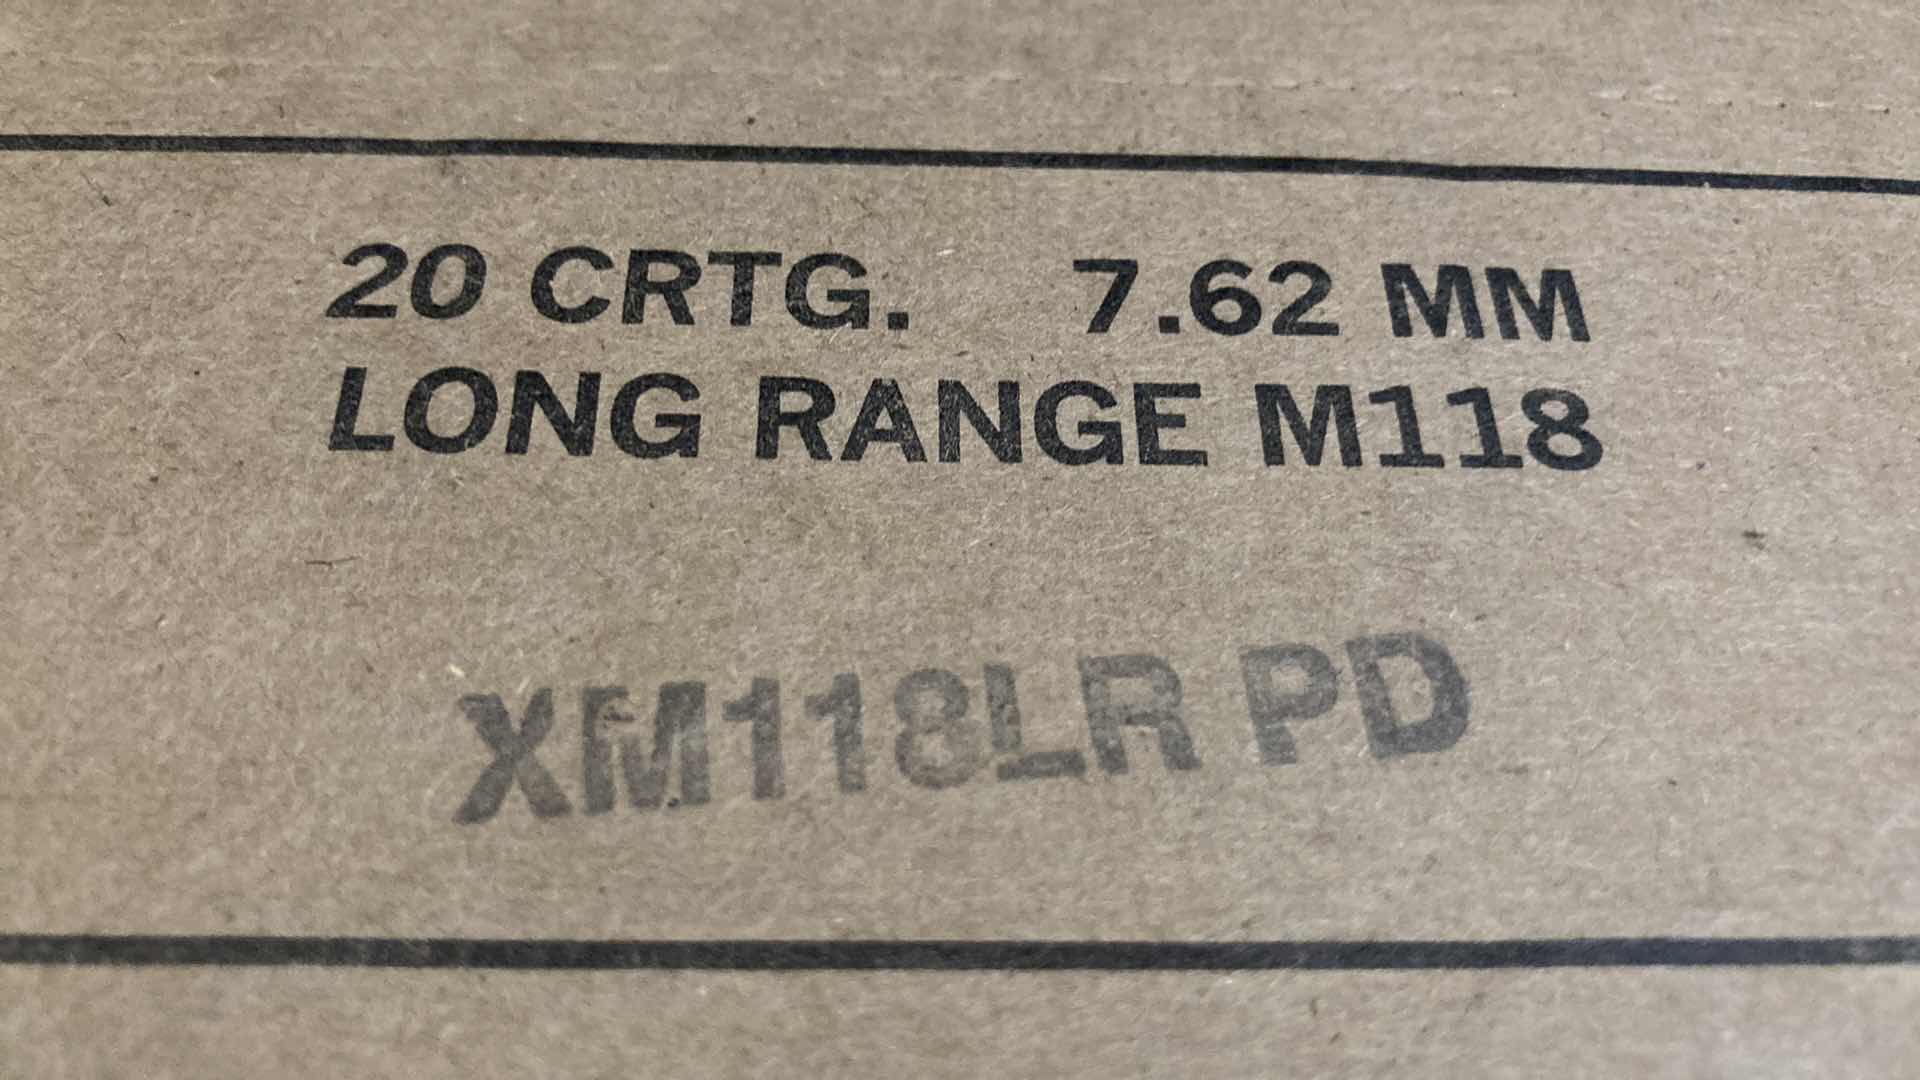 20 CRTG. 7.62 MM
LONG RANGE M118
XM118LR PD